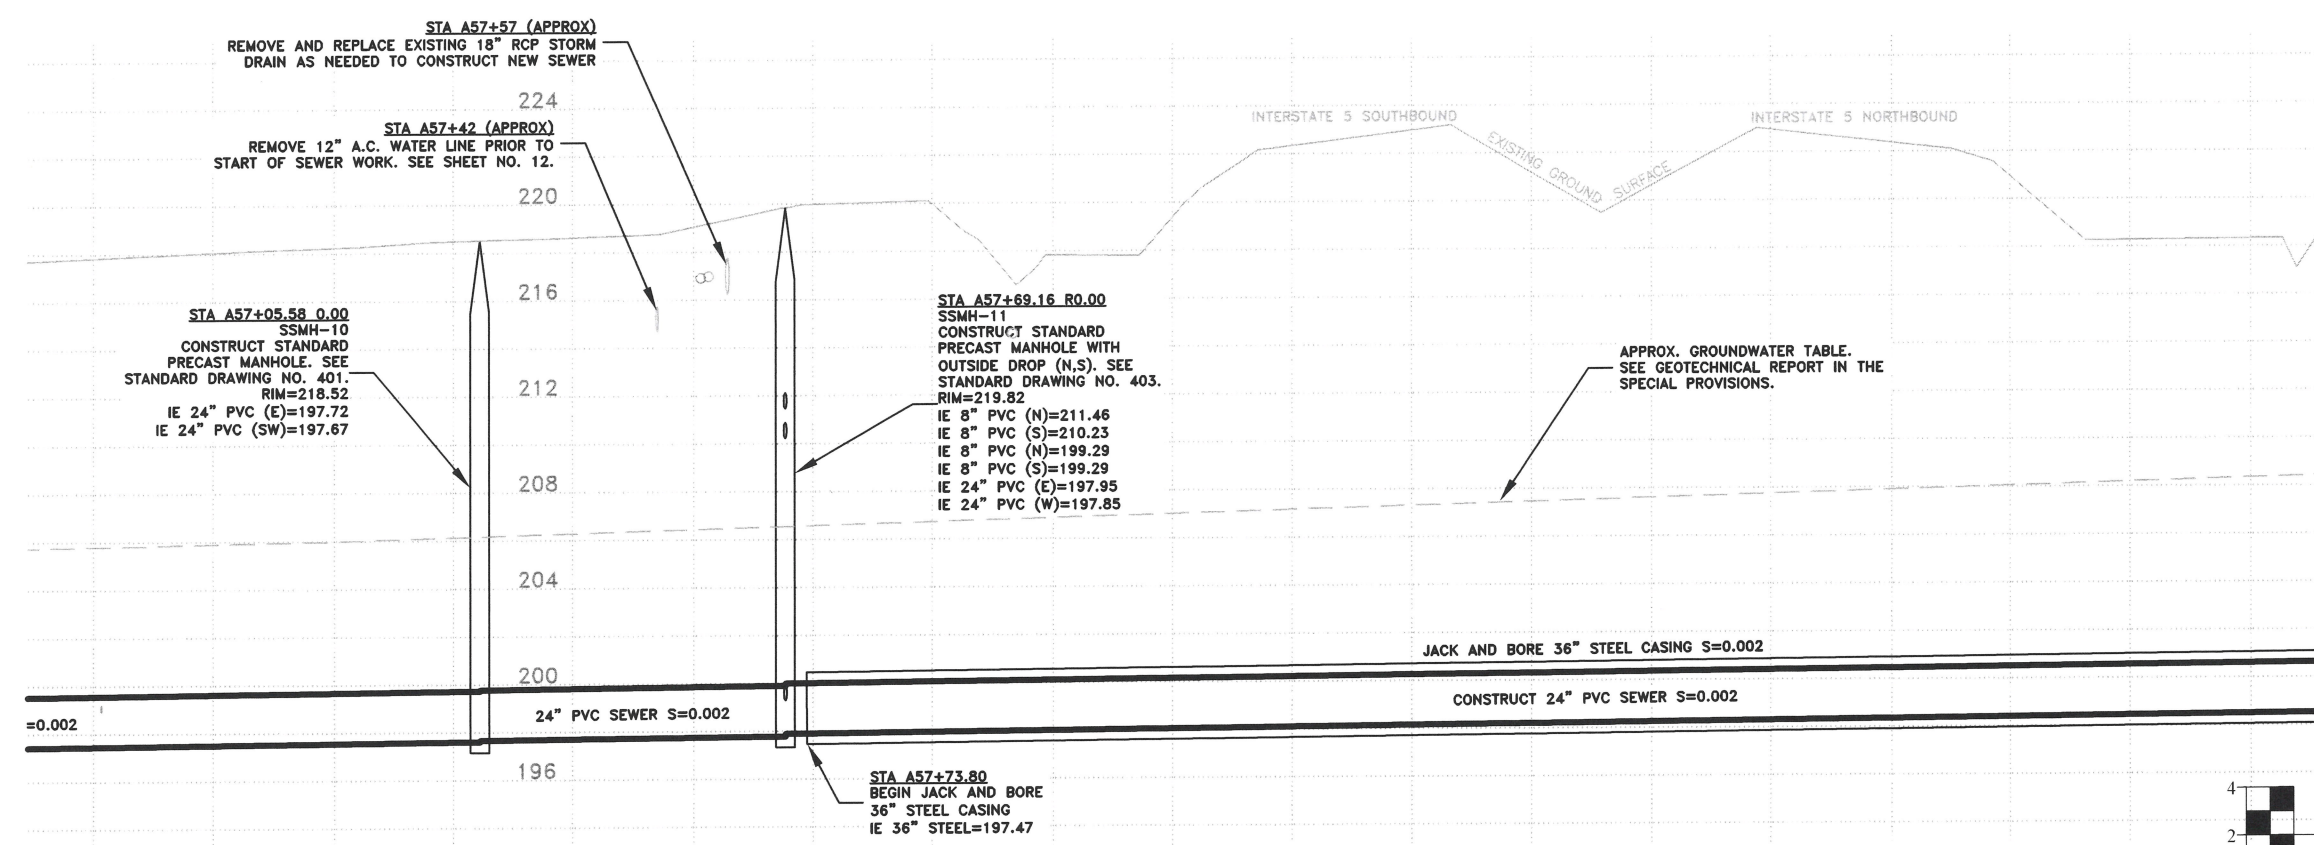 STA A57+57 (APPROX)
REMOVE AND REPLACE EXISTING 18" RCP STORM
DRAIN AS NEEDED TO CONSTRUCT NEW SEWER
224
STA A57+42 (APPROX)
REMOVE 12" A.C. WATER LINE PRIOR TO
START OF SEWER WORK. SEE SHEET NO. 12.
INTERSTATE 5 SOUTHBOUND
INTERSTATE 5 NORTHBOUND
EXISTING GROUND SURFACE
220
216
STA A57+05.58 0.00
SSMH-10
CONSTRUCT STANDARD
PRECAST MANHOLE. SEE
STANDARD DRAWING NO. 401.
RIM=218.52
IE 24" PVC (E)=197.72
IE 24" PVC (SW)=197.67
STA A57+69.16 R0.00
SSMH-11
CONSTRUCT STANDARD
PRECAST MANHOLE WITH
OUTSIDE DROP (N,S). SEE
STANDARD DRAWING NO. 403.
RIM=219.82
IE 8" PVC (N)=211.46
IE 8" PVC (S)=210.23
IE 8" PVC (N)=199.29
IE 8" PVC (S)=199.29
IE 24" PVC (E)=197.95
IE 24" PVC (W)=197.85
APPROX. GROUNDWATER TABLE.
SEE GEOTECHNICAL REPORT IN THE
SPECIAL PROVISIONS.
212
208
204
200
JACK AND BORE 36" STEEL CASING S=0.002
CONSTRUCT 24" PVC SEWER S=0.002
=0.002
24" PVC SEWER S=0.002
196
STA A57+73.80
BEGIN JACK AND BORE
36" STEEL CASING
IE 36" STEEL=197.47
4
2